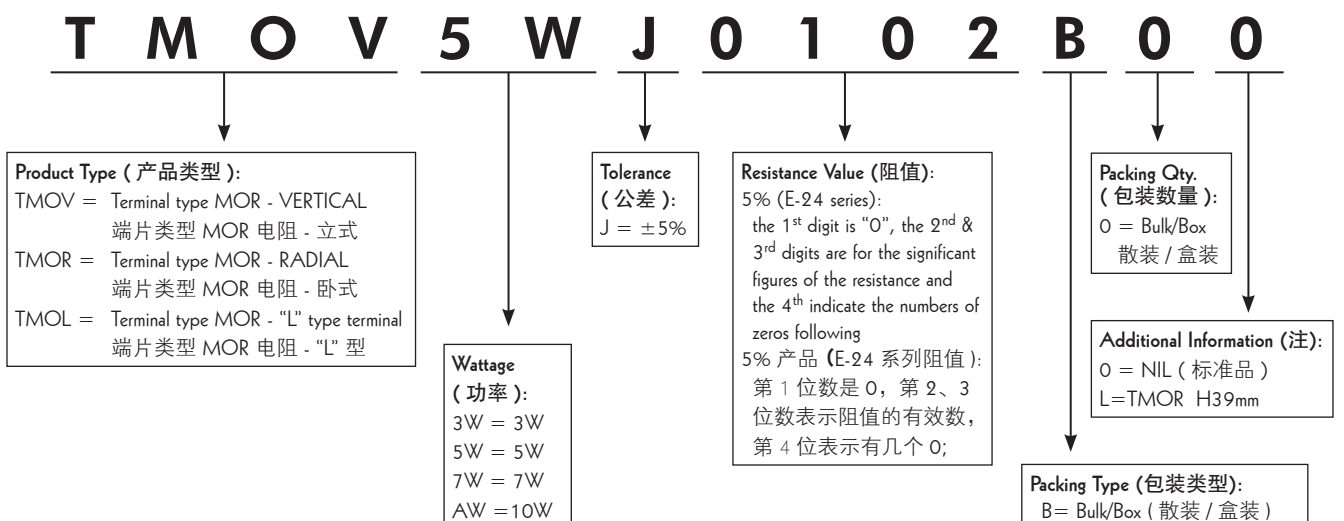 TMOV5WJ0102B00
Product Type ( 产品类型 ):
TMOV = Terminal type MOR - VERTICAL
端片类型 MOR 电阻 - 立式
TMOR = Terminal type MOR - RADIAL
端片类型 MOR 电阻 - 卧式
TMOL = Terminal type MOR - “L” type terminal
端片类型 MOR 电阻 - “L” 型
Wattage
( 功率 ):
3W = 3W
5W = 5W
7W = 7W
AW =10W
Tolerance
( 公差 ):
J = ±5%
Resistance Value (阻值):
5% (E-24 series):
the 1st digit is “0”, the 2nd &
3rd digits are for the significant
figures of the resistance and
the 4th indicate the numbers of
zeros following
5% 产品 (E-24 系列阻值 ):
第 1 位数是 0，第 2、3
位数表示阻值的有效数，
第 4 位表示有几个 0;
Packing Qty.
( 包装数量 ):
0 = Bulk/Box
散装 / 盒装
Additional Information (注):
0 = NIL ( 标准品 )
L=TMOR H39mm
Packing Type (包装类型):
B= Bulk/Box ( 散装 / 盒装 )